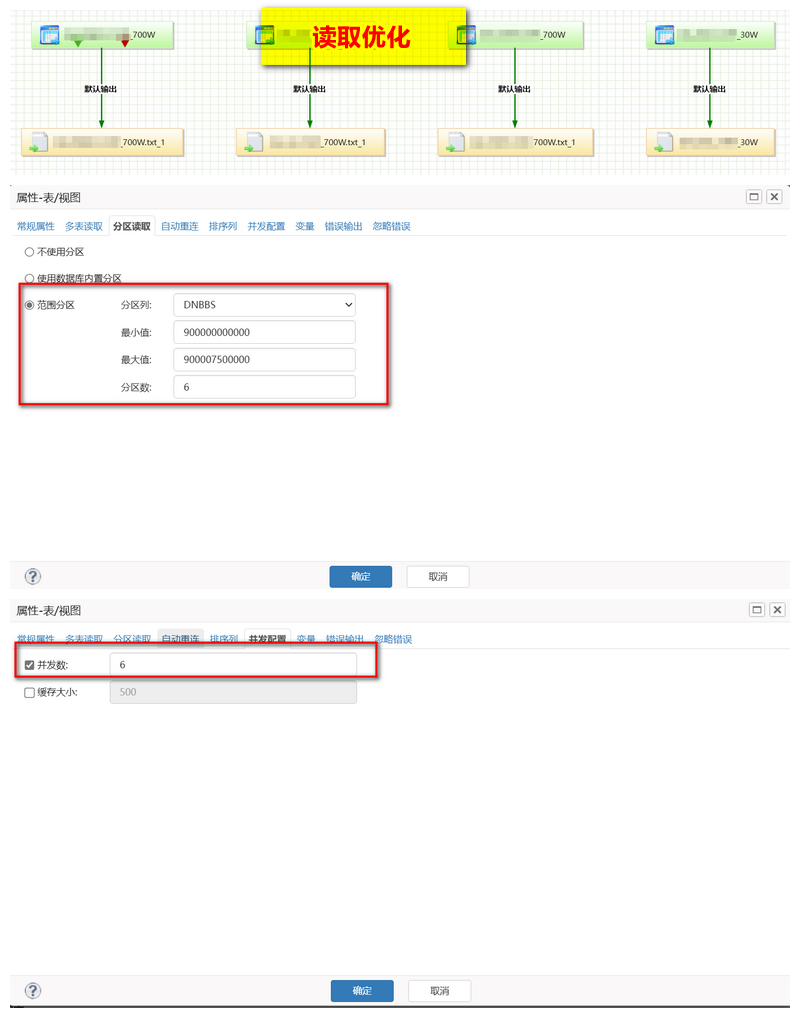 _700W
读取优化
_700W
_30W
默认输出
默认输出
默认输出
默认输出
_700W.txt_1
_700W.txt_1
700W.txt_1
_30W
属性-表/视图
常规属性 多表读取 分区读取 自动重连 排序列 并发配置 变量 错误输出 忽略错误
不使用分区
使用数据库内置分区
范围分区 分区列: DNBBS
最小值: 900000000000
最大值: 900007500000
分区数: 6
? 确定 取消
属性-表/视图
常规属性 多表读取 分区读取 自动重连 排序列 并发配置 变量 错误输出 忽略错误
并发数: 6
缓存大小: 500
? 确定 取消